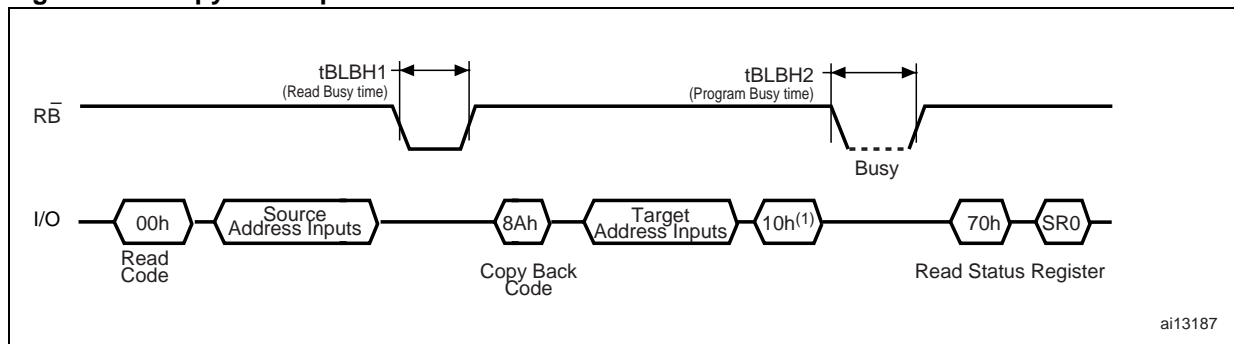 tBLBH1
(Read Busy time)
tBLBH2
(Program Busy time)
RB̅
Busy
I/O
00h
Source
Address Inputs
8Ah
Target
Address Inputs
10h(1)
70h
SR0
Read
Code
Copy Back
Code
Read Status Register
ai13187